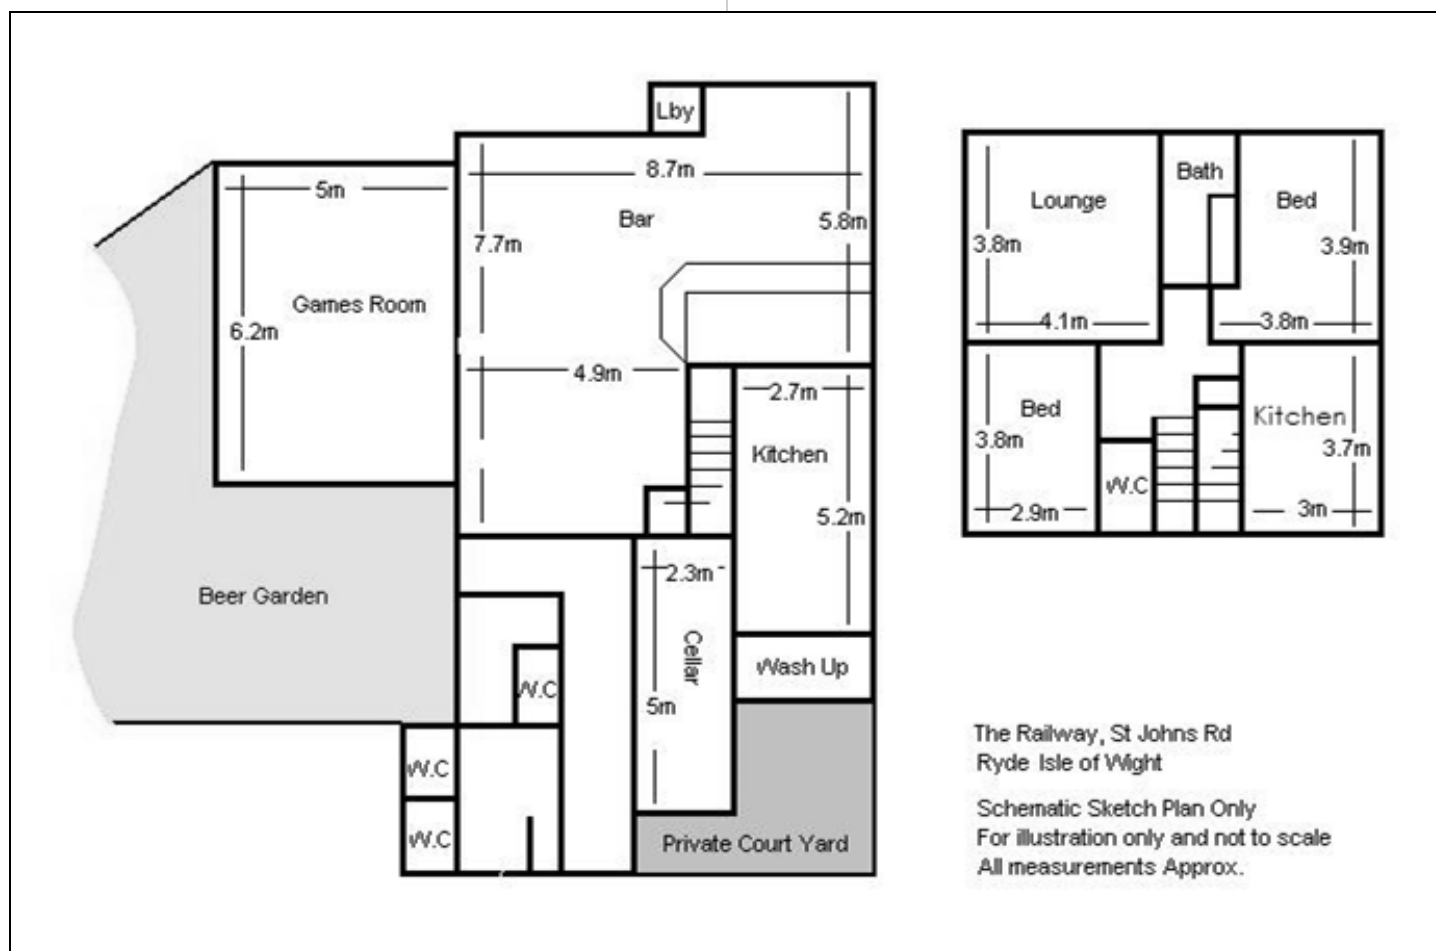 Lby
8.7m
5m
Bar
5.8m
7.7m
Games Room
6.2m
4.9m
2.7m
Kitchen
5.2m
2.3m
Cellar
5m
Beer Garden
Wash Up
W.C
W.C
W.C
Private Court Yard
Bath
Lounge
Bed
3.8m
3.9m
4.1m
3.8m
Bed
Kitchen
3.8m
3.7m
W.C
2.9m
3m
The Railway, St Johns Rd
Ryde Isle of Wight
Schematic Sketch Plan Only
For illustration only and not to scale
All measurements Approx.